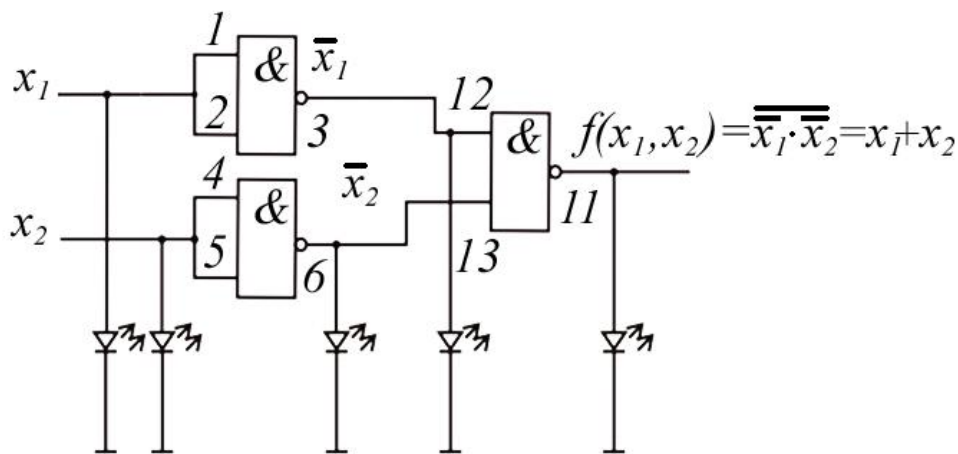 1
&
x̅₁
x₁
12
2
3
&
f(x₁,x₂)=x̅₁·x̅₂=x₁+x₂
4
x̅₂
&
11
x₂
5
6
13